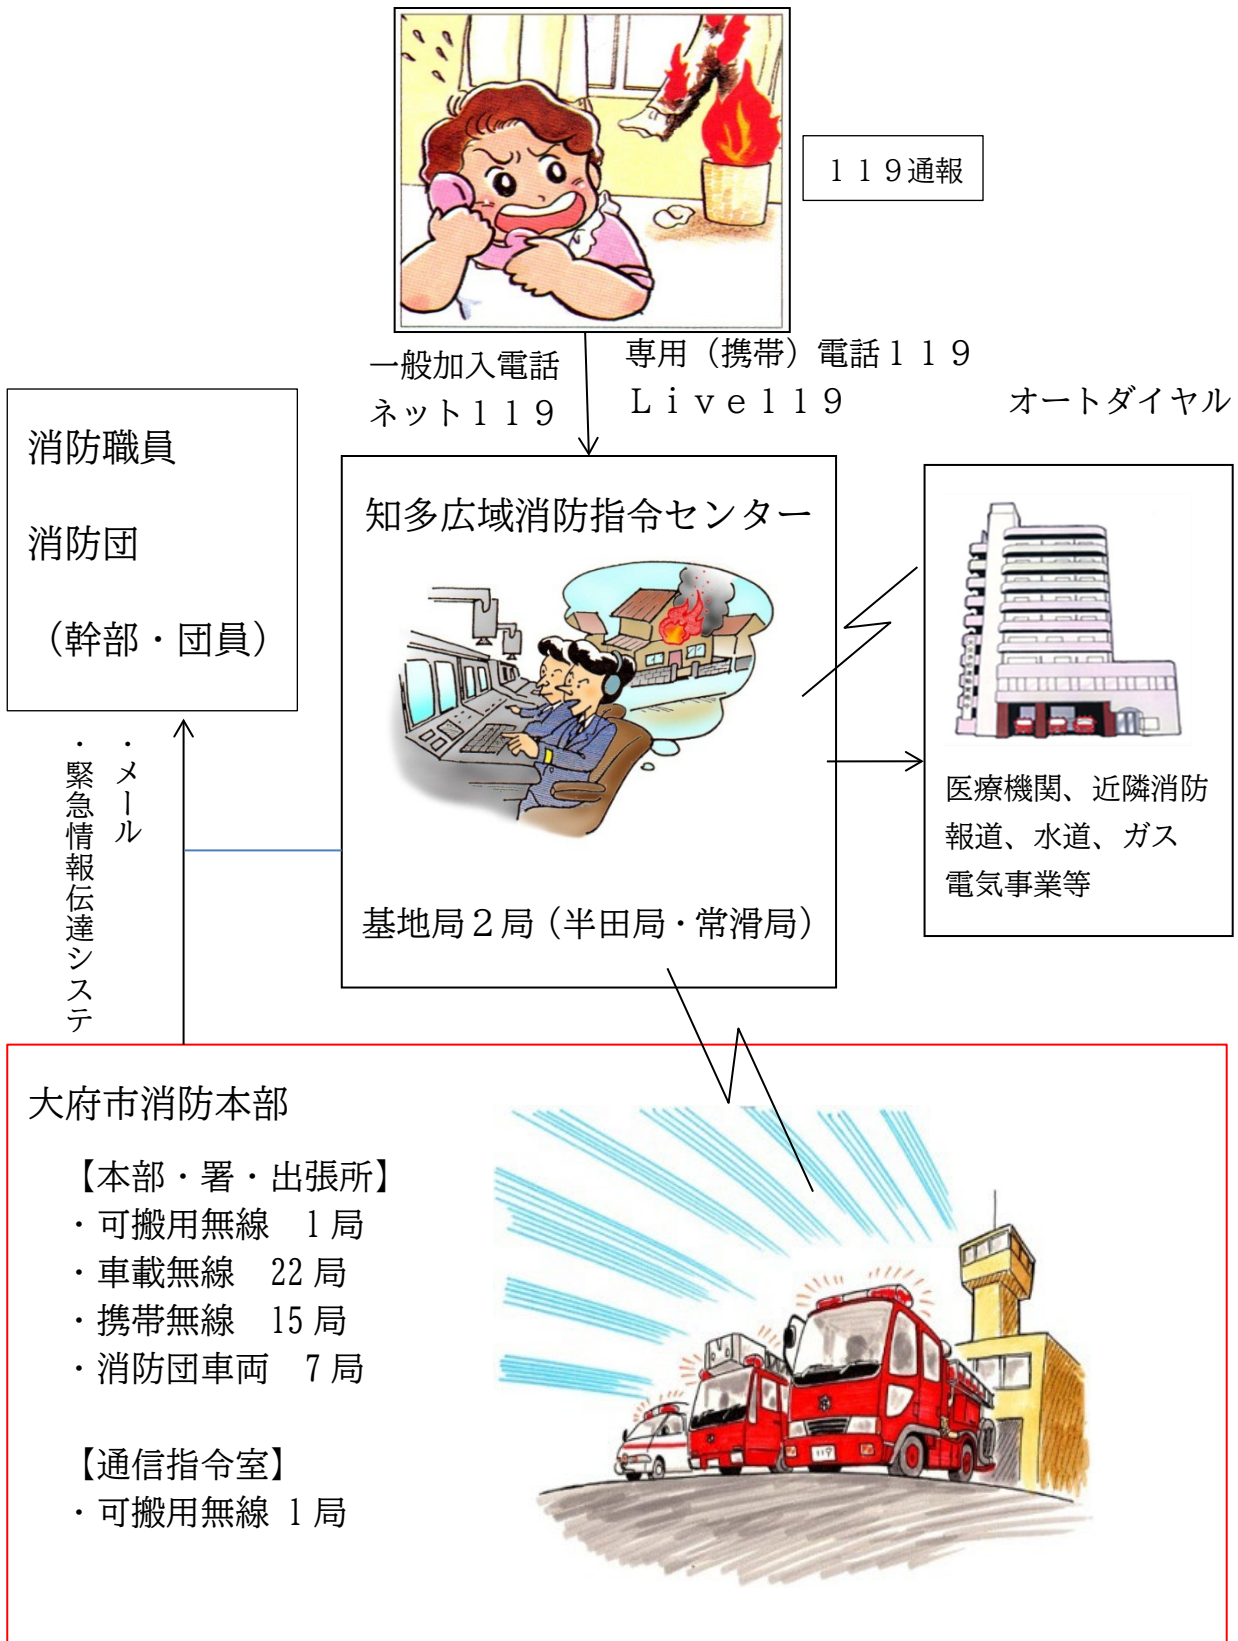 １１９通報
一般加入電話
ネット１１９
専用（携帯）電話１１９
Ｌｉｖｅ１１９
オートダイヤル
消防職員
消防団
（幹部・団員）
知多広域消防指令センター
基地局２局（半田局・常滑局）
医療機関、近隣消防
報道、水道、ガス
電気事業等
・メール
・緊急情報伝達システ
大府市消防本部
【本部・署・出張所】
・可搬用無線　1局
・車載無線　22局
・携帯無線　15局
・消防団車両　7局
【通信指令室】
・可搬用無線 1局
119